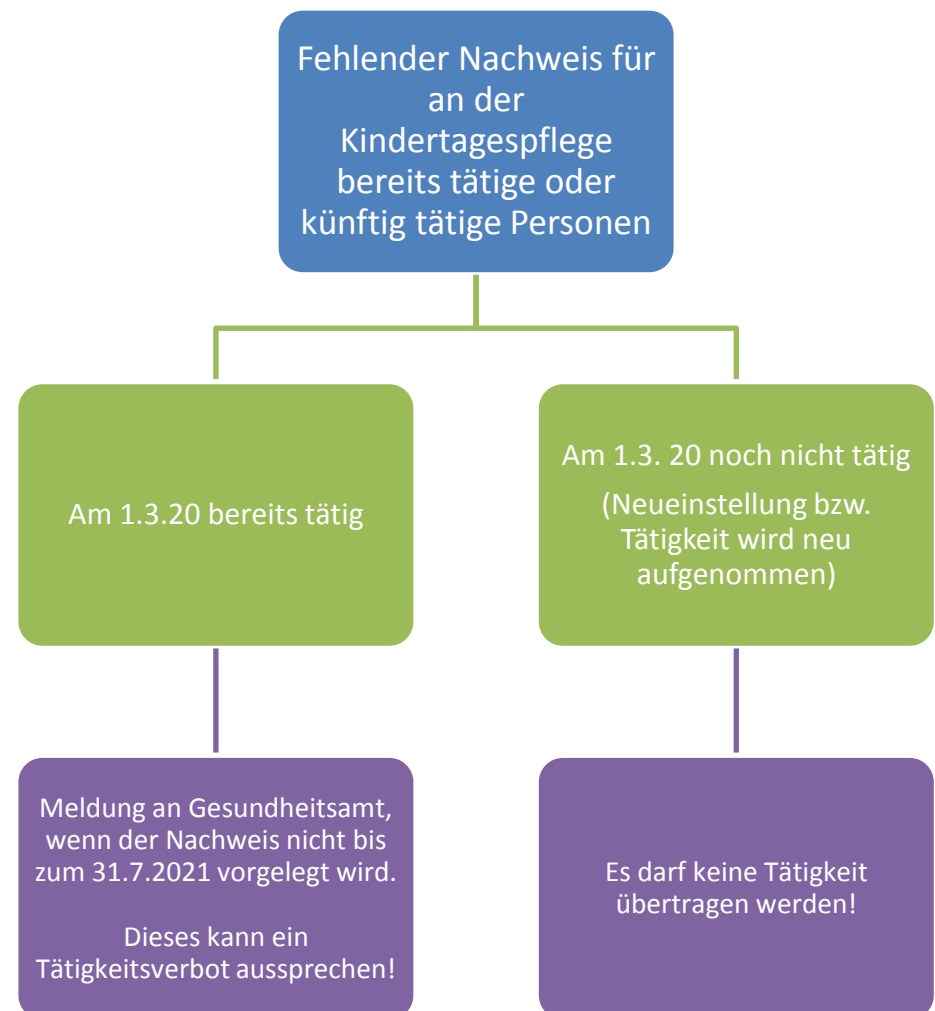 Fehlender Nachweis für
an der
Kindertagespflege
bereits tätige oder
künftig tätige Personen
Am 1.3.20 bereits tätig
Am 1.3. 20 noch nicht tätig
(Neueinstellung bzw.
Tätigkeit wird neu
aufgenommen)
Meldung an Gesundheitsamt,
wenn der Nachweis nicht bis
zum 31.7.2021 vorgelegt wird.
Dieses kann ein
Tätigkeitsverbot aussprechen!
Es darf keine Tätigkeit
übertragen werden!